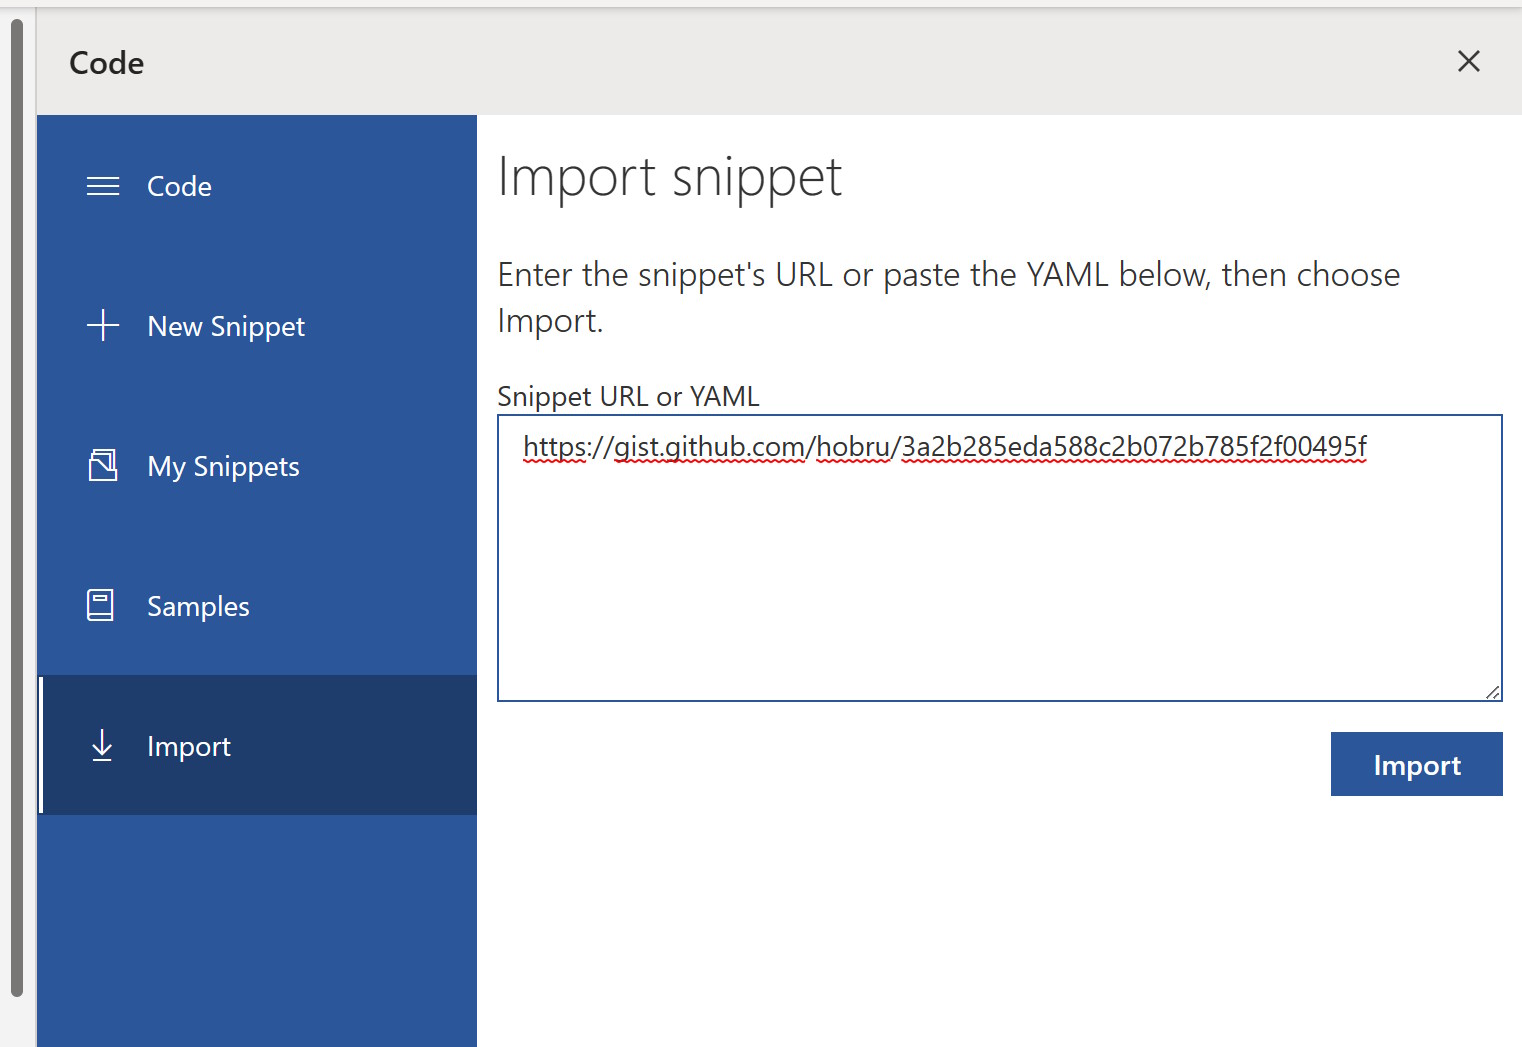 Code
Code
New Snippet
My Snippets
Samples
Import
Import snippet
Enter the snippet's URL or paste the YAML below, then choose
Import.
Snippet URL or YAML
https://gist.github.com/hobru/3a2b285eda588c2b072b785f2f00495f
Import